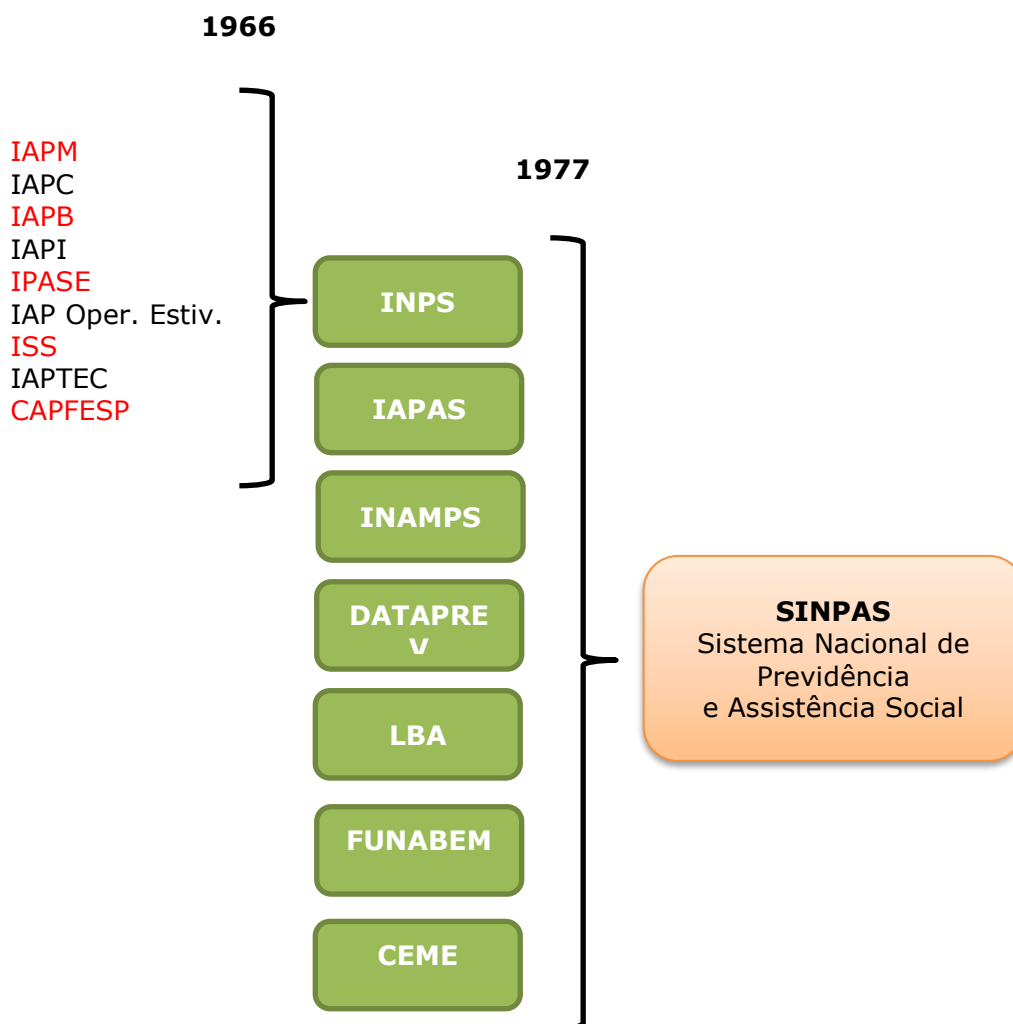 1966
IAPM
IAPC
IAPB
IAPI
IPASE
IAP Oper. Estiv.
ISS
IAPTEC
CAPFESP
1977
INPS
IAPAS
INAMPS
DATAPRE
V
LBA
FUNABEM
CEME
SINPAS
Sistema Nacional de
Previdência
e Assistência Social